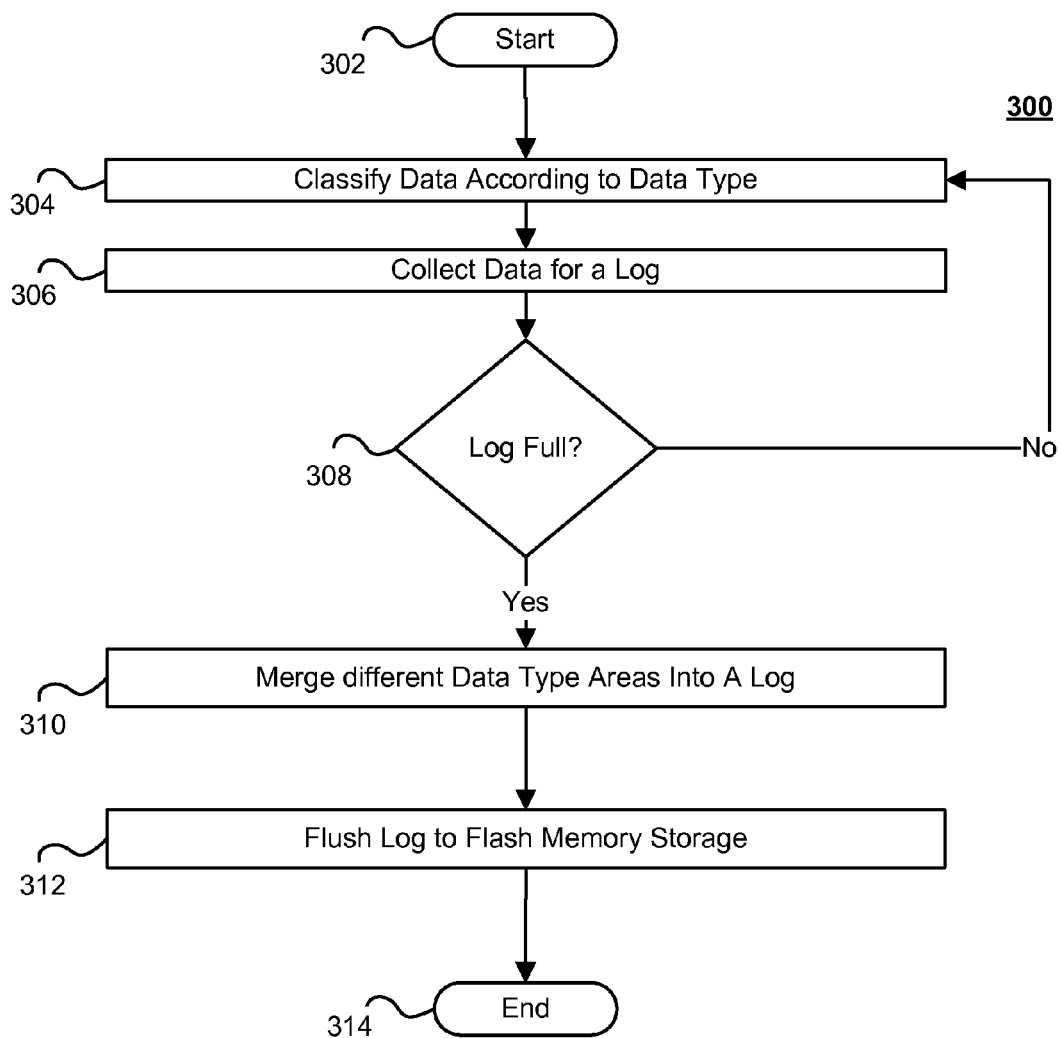 Start
302
300
Classify Data According to Data Type
304
Collect Data for a Log
306
Log Full?
308
No
Yes
Merge different Data Type Areas Into A Log
310
Flush Log to Flash Memory Storage
312
End
314